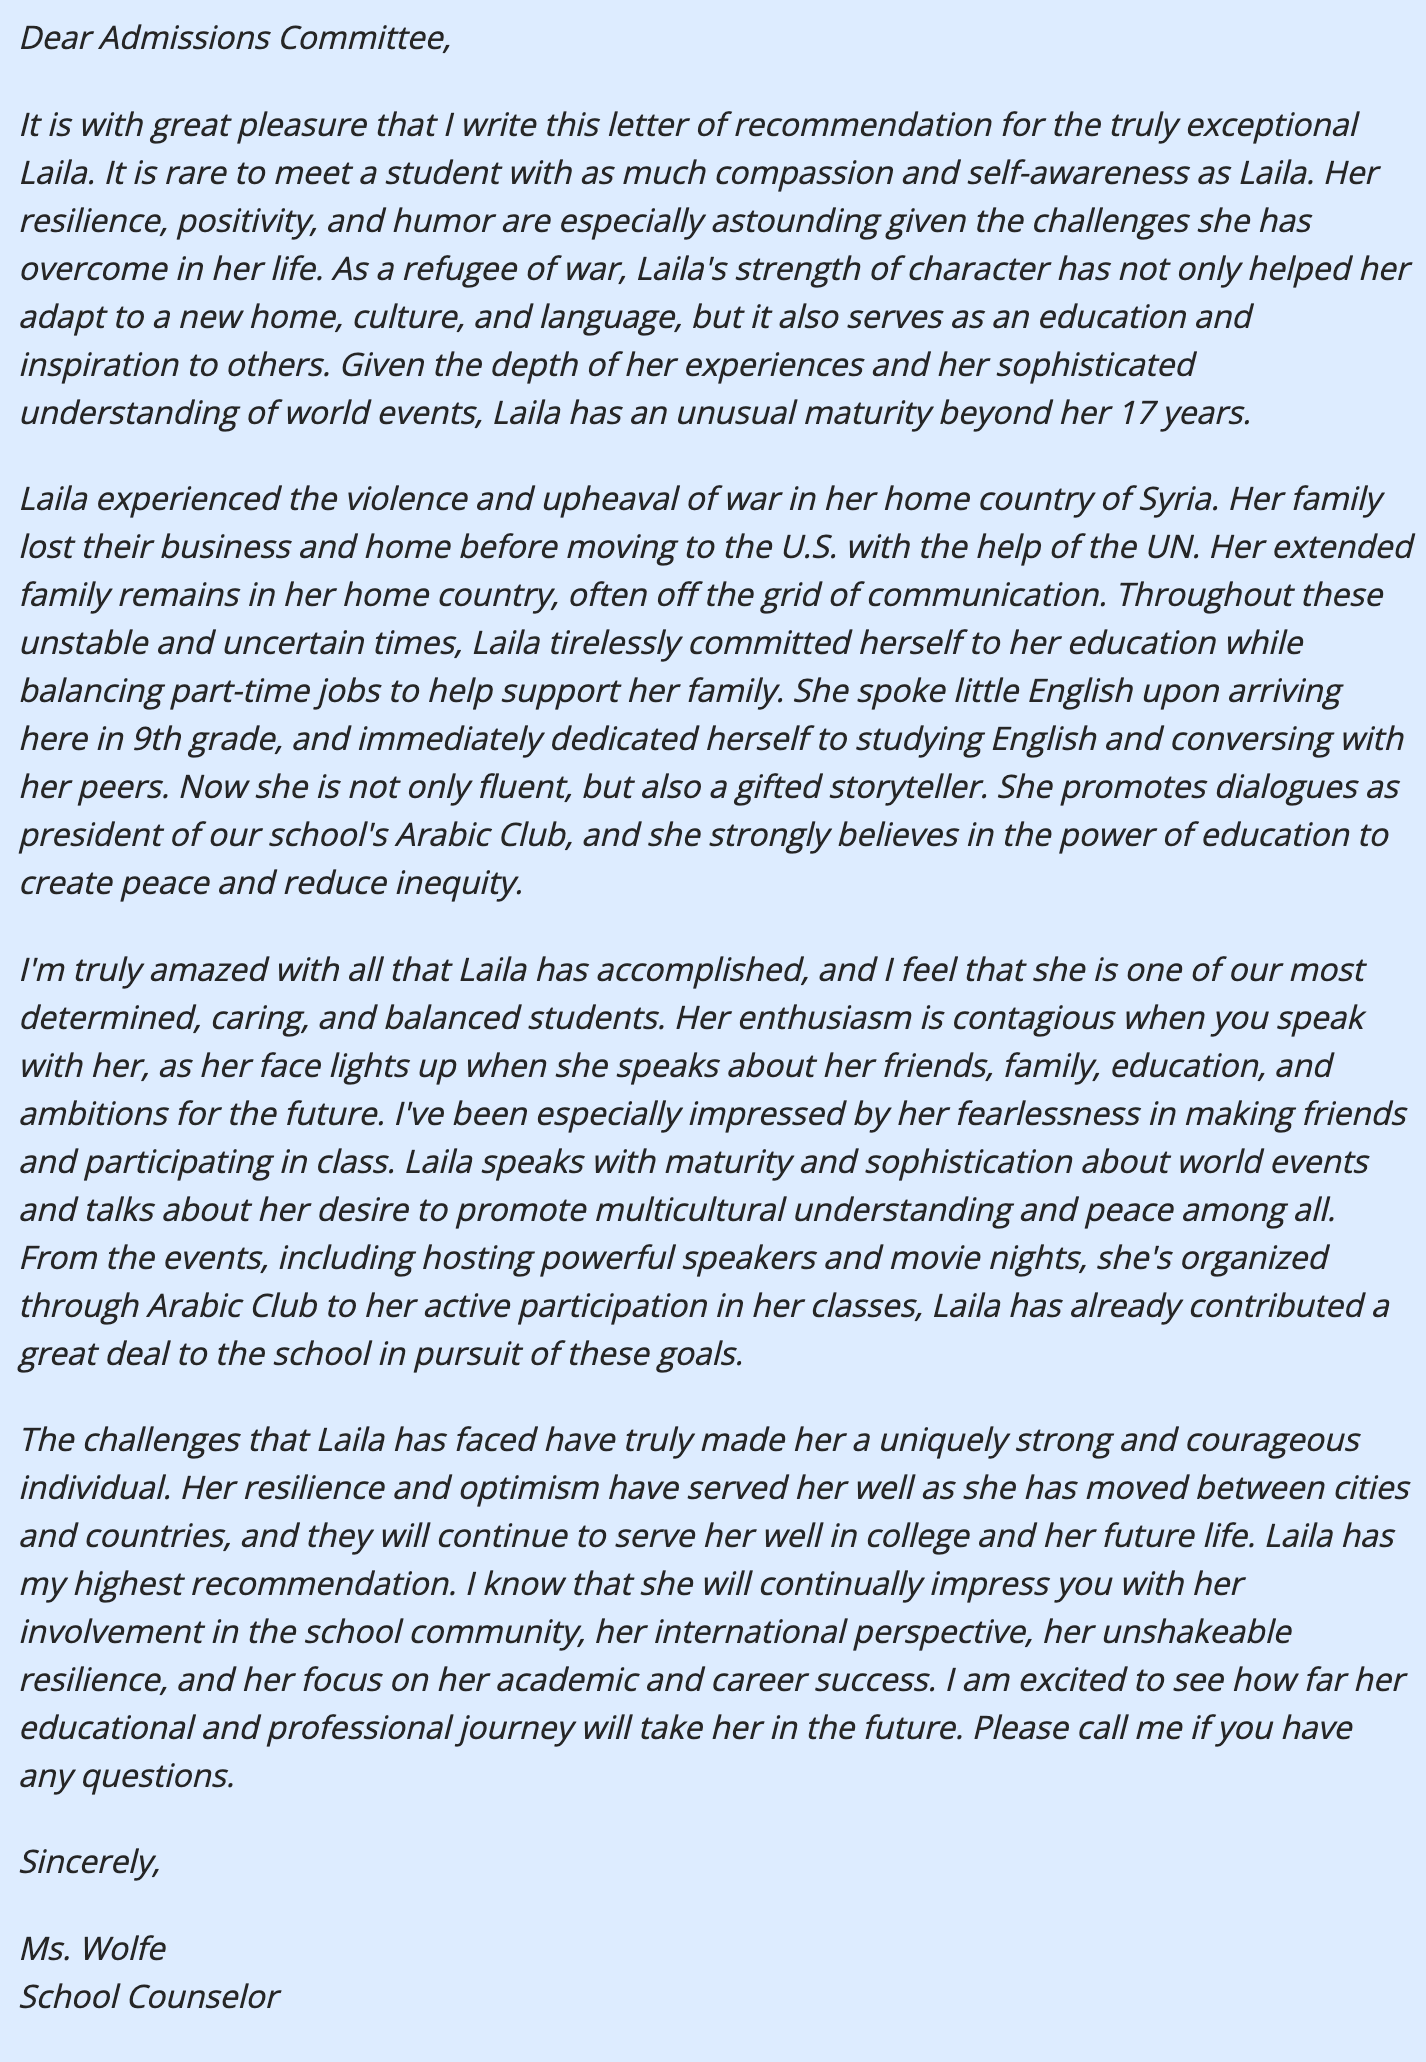 Dear Admissions Committee,
It is with great pleasure that I write this letter of recommendation for the truly exceptional
Laila. It is rare to meet a student with as much compassion and self-awareness as Laila. Her
resilience, positivity, and humor are especially astounding given the challenges she has
overcome in her life. As a refugee of war, Laila's strength of character has not only helped her
adapt to a new home, culture, and language, but it also serves as an education and
inspiration to others. Given the depth of her experiences and her sophisticated
understanding of world events, Laila has an unusual maturity beyond her 17 years.
Laila experienced the violence and upheaval of war in her home country of Syria. Her family
lost their business and home before moving to the U.S. with the help of the UN. Her extended
family remains in her home country, often off the grid of communication. Throughout these
unstable and uncertain times, Laila tirelessly committed herself to her education while
balancing part-time jobs to help support her family. She spoke little English upon arriving
here in 9th grade, and immediately dedicated herself to studying English and conversing with
her peers. Now she is not only fluent, but also a gifted storyteller. She promotes dialogues as
president of our school's Arabic Club, and she strongly believes in the power of education to
create peace and reduce inequity.
I'm truly amazed with all that Laila has accomplished, and I feel that she is one of our most
determined, caring, and balanced students. Her enthusiasm is contagious when you speak
with her, as her face lights up when she speaks about her friends, family, education, and
ambitions for the future. I've been especially impressed by her fearlessness in making friends
and participating in class. Laila speaks with maturity and sophistication about world events
and talks about her desire to promote multicultural understanding and peace among all.
From the events, including hosting powerful speakers and movie nights, she's organized
through Arabic Club to her active participation in her classes, Laila has already contributed a
great deal to the school in pursuit of these goals.
The challenges that Laila has faced have truly made her a uniquely strong and courageous
individual. Her resilience and optimism have served her well as she has moved between cities
and countries, and they will continue to serve her well in college and her future life. Laila has
my highest recommendation. I know that she will continually impress you with her
involvement in the school community, her international perspective, her unshakeable
resilience, and her focus on her academic and career success. I am excited to see how far her
educational and professional journey will take her in the future. Please call me if you have
any questions.
Sincerely,
Ms. Wolfe
School Counselor